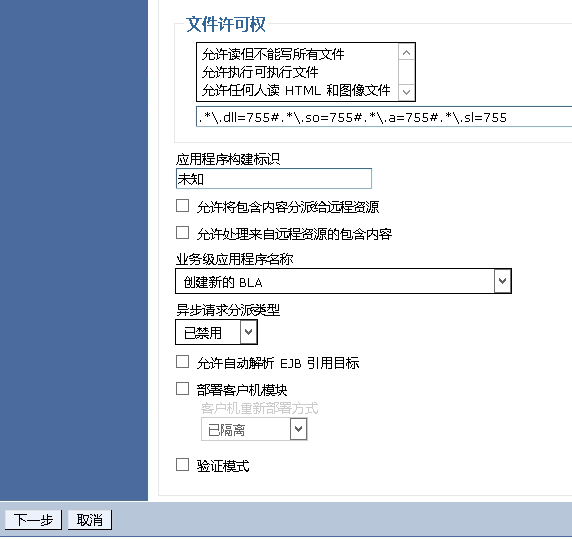 文件许可权
允许读但不能写所有文件
允许执行可执行文件
允许任何人读 HTML 和图像文件
.*\.dll=755#.*\.so=755#.*\.a=755#.*\.sl=755
应用程序构建标识
未知
允许将包含内容分派给远程资源
允许处理来自远程资源的包含内容
业务级应用程序名称
创建新的 BLA
异步请求分派类型
已禁用
允许自动解析 EJB 引用目标
部署客户机模块
客户机重新部署方式
已隔离
验证模式
下一步 取消